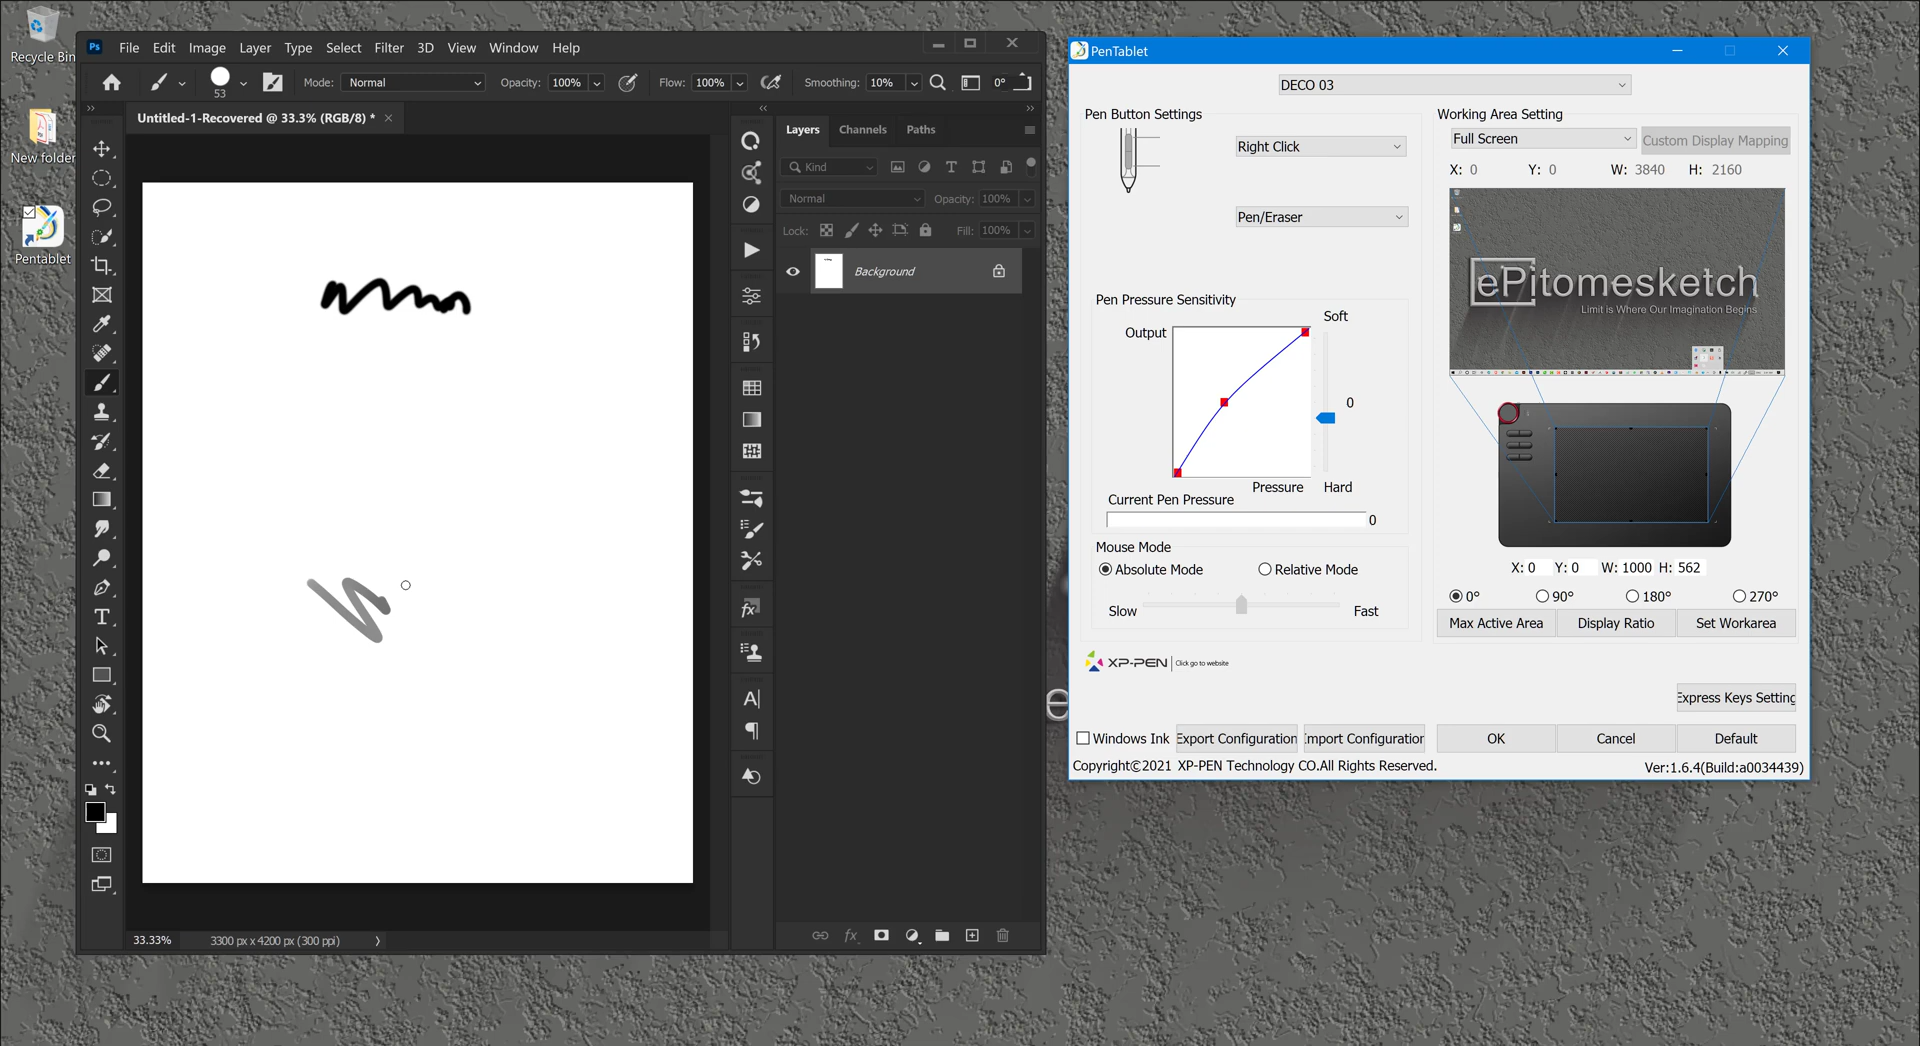 Recycle Bin
New folder
Pentablet
Ps
File Edit Image Layer Type Select Filter 3D View Window Help
53
Mode: Normal
Opacity: 100%
Flow: 100%
Smoothing: 10%
0°
Untitled-1-Recovered @ 33.3% (RGB/8) *
Layers Channels Paths
Kind
Normal
Opacity: 100%
Lock:
Fill: 100%
Background
33.33%
3300 px x 4200 px (300 ppi)
PenTablet
DECO 03
Pen Button Settings
Right Click
Pen/Eraser
Pen Pressure Sensitivity
Output
Soft
0
Pressure
Hard
Current Pen Pressure
0
Mouse Mode
Absolute Mode
Relative Mode
Slow
Fast
XP-PEN
Click go to website
Working Area Setting
Full Screen
Custom Display Mapping
X: 0 Y: 0 W: 3840 H: 2160
ePitomesketch
Limit is Where Our Imagination Begins
X: 0 Y: 0 W: 1000 H: 562
0° 90° 180° 270°
Max Active Area
Display Ratio
Set Workarea
Express Keys Setting
Windows Ink
Export Configuration
Import Configuration
OK
Cancel
Default
Copyright©2021 XP-PEN Technology CO.All Rights Reserved.
Ver:1.6.4(Build:a0034439)
e